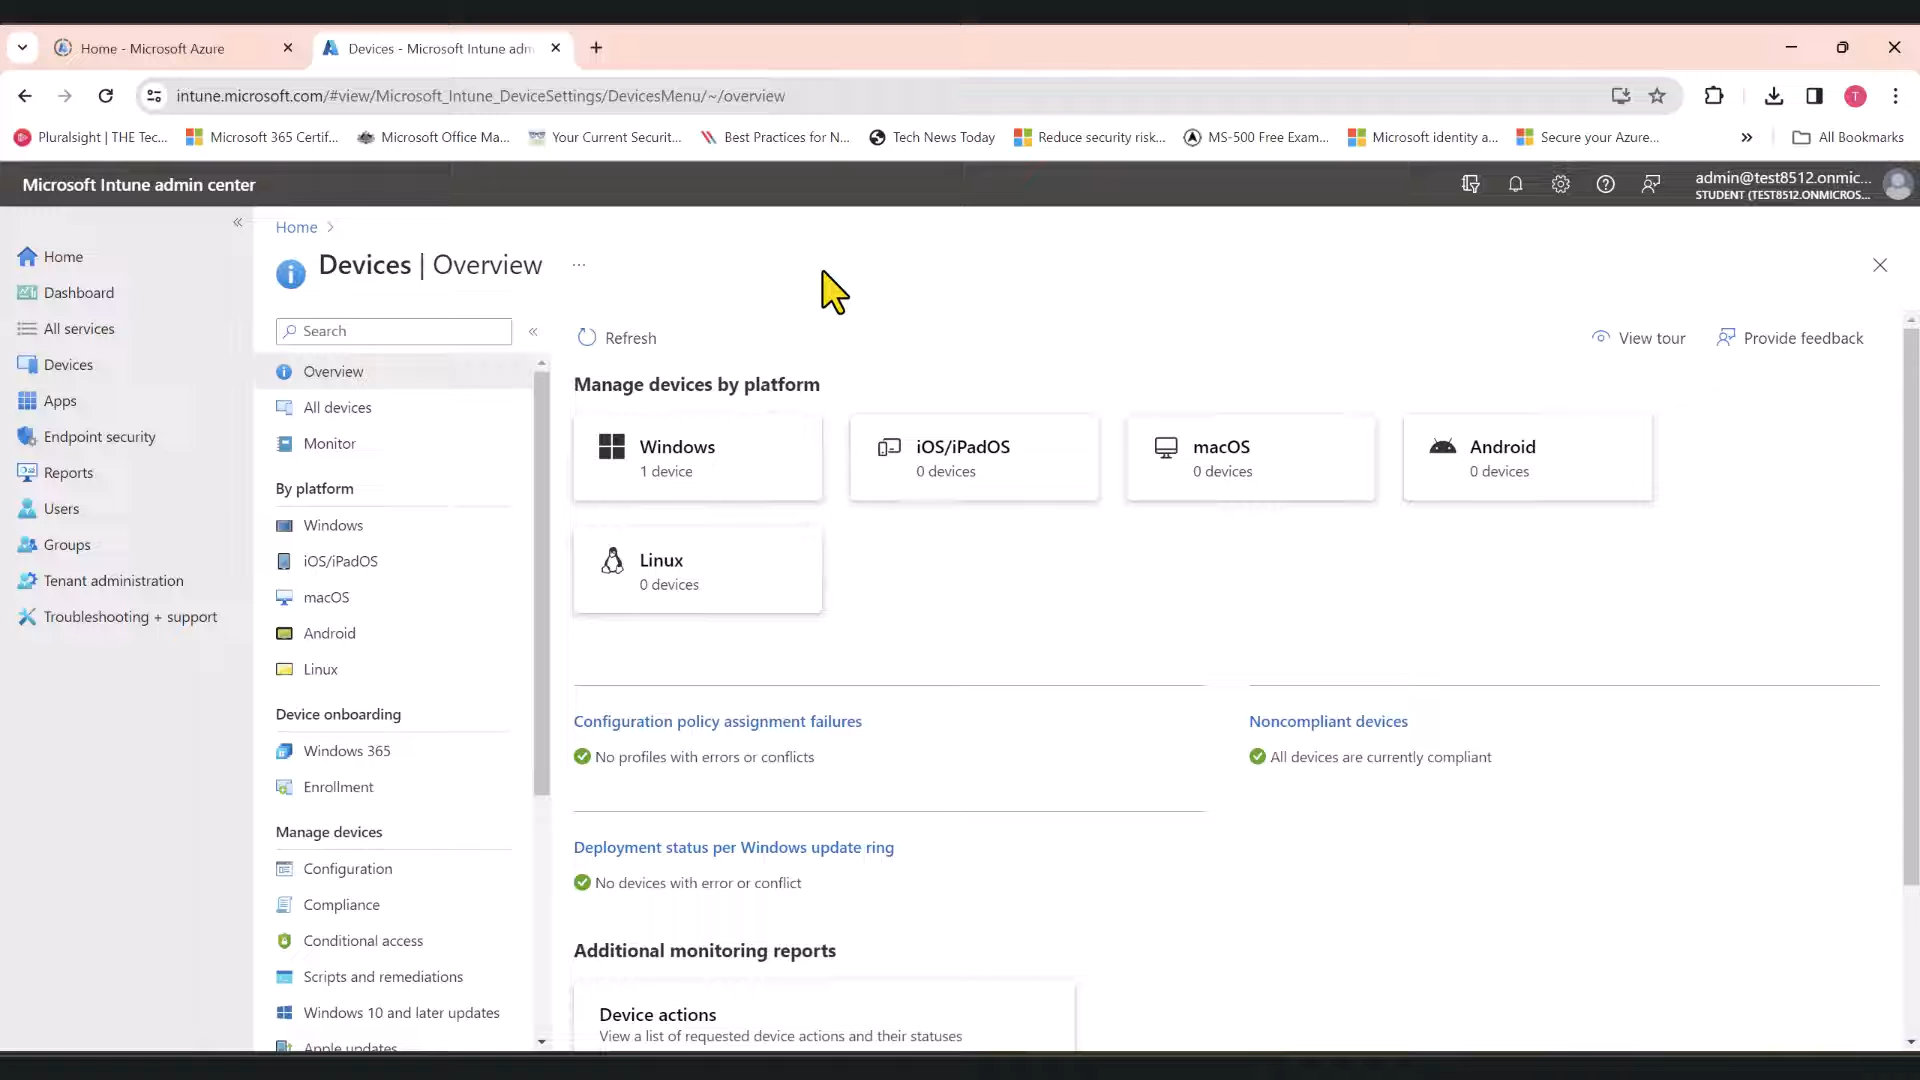 Home - Microsoft Azure
Devices - Microsoft Intune adm
intune.microsoft.com/#view/Microsoft_Intune_DeviceSettings/DevicesMenu/~/overview
T
Pluralsight | THE Tec...
Microsoft 365 Certif...
Microsoft Office Ma...
Your Current Securit...
Best Practices for N...
Tech News Today
Reduce security risk...
MS-500 Free Exam...
Microsoft identity a...
Secure your Azure...
All Bookmarks
Microsoft Intune admin center
admin@test8512.onmic...
STUDENT (TEST8512.ONMICROS...
Home
Dashboard
All services
Devices
Apps
Endpoint security
Reports
Users
Groups
Tenant administration
Troubleshooting + support
Home
Devices | Overview
...
Search
Overview
All devices
Monitor
By platform
Windows
iOS/iPadOS
macOS
Android
Linux
Device onboarding
Windows 365
Enrollment
Manage devices
Configuration
Compliance
Conditional access
Scripts and remediations
Windows 10 and later updates
Apple updates
Refresh
View tour
Provide feedback
Manage devices by platform
Windows
1 device
iOS/iPadOS
0 devices
macOS
0 devices
Android
0 devices
Linux
0 devices
Configuration policy assignment failures
No profiles with errors or conflicts
Noncompliant devices
All devices are currently compliant
Deployment status per Windows update ring
No devices with error or conflict
Additional monitoring reports
Device actions
View a list of requested device actions and their statuses